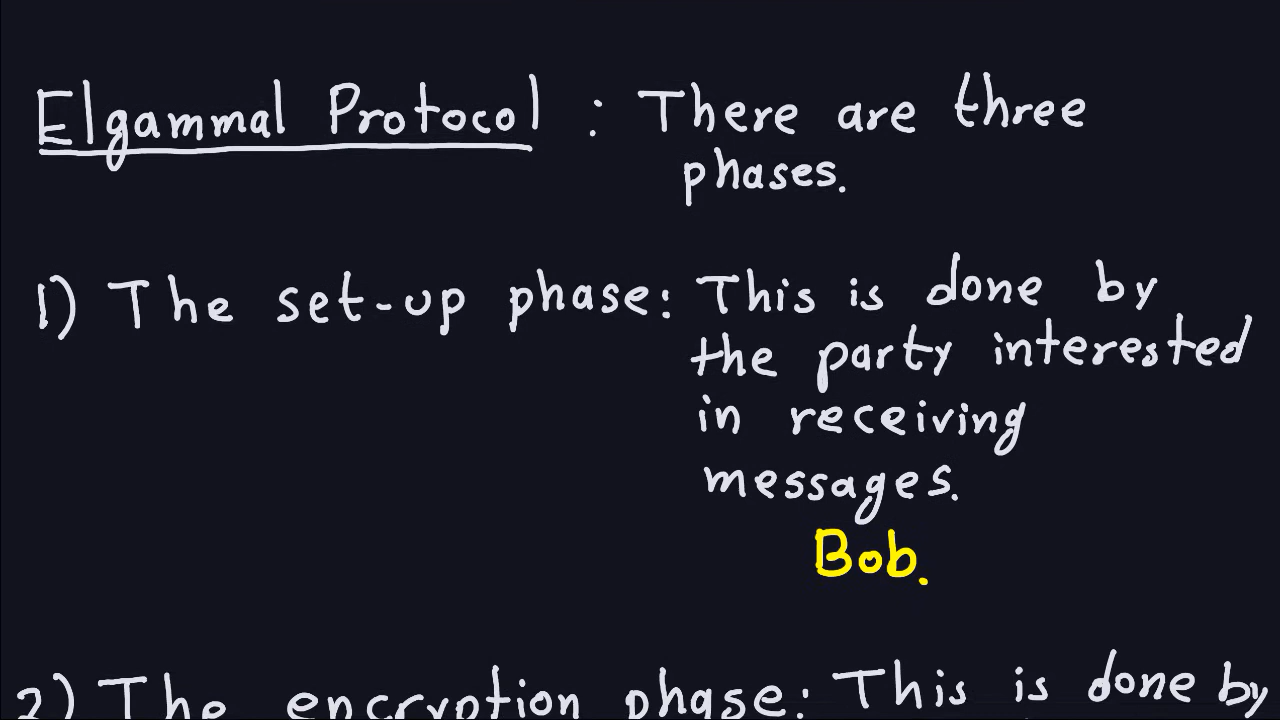 Elgammal Protocol : There are three
phases.
1) The set-up phase: This is done by
the party interested
in receiving
messages.
Bob.
2) The encryption phase: This is done by